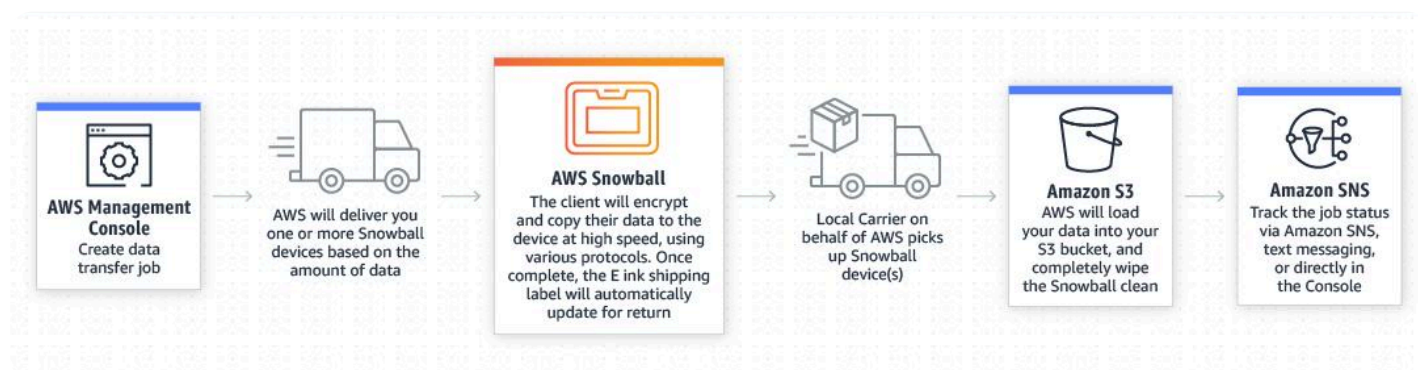 AWS Management
Console
Create data
transfer job
AWS will deliver you
one or more Snowball
devices based on the
amount of data
AWS Snowball
The client will encrypt
and copy their data to the
device at high speed, using
various protocols. Once
complete, the E ink shipping
label will automatically
update for return
Local Carrier on
behalf of AWS picks
up Snowball
device(s)
Amazon S3
AWS will load
your data into your
S3 bucket, and
completely wipe
the Snowball clean
Amazon SNS
Track the job status
via Amazon SNS,
text messaging,
or directly in
the Console